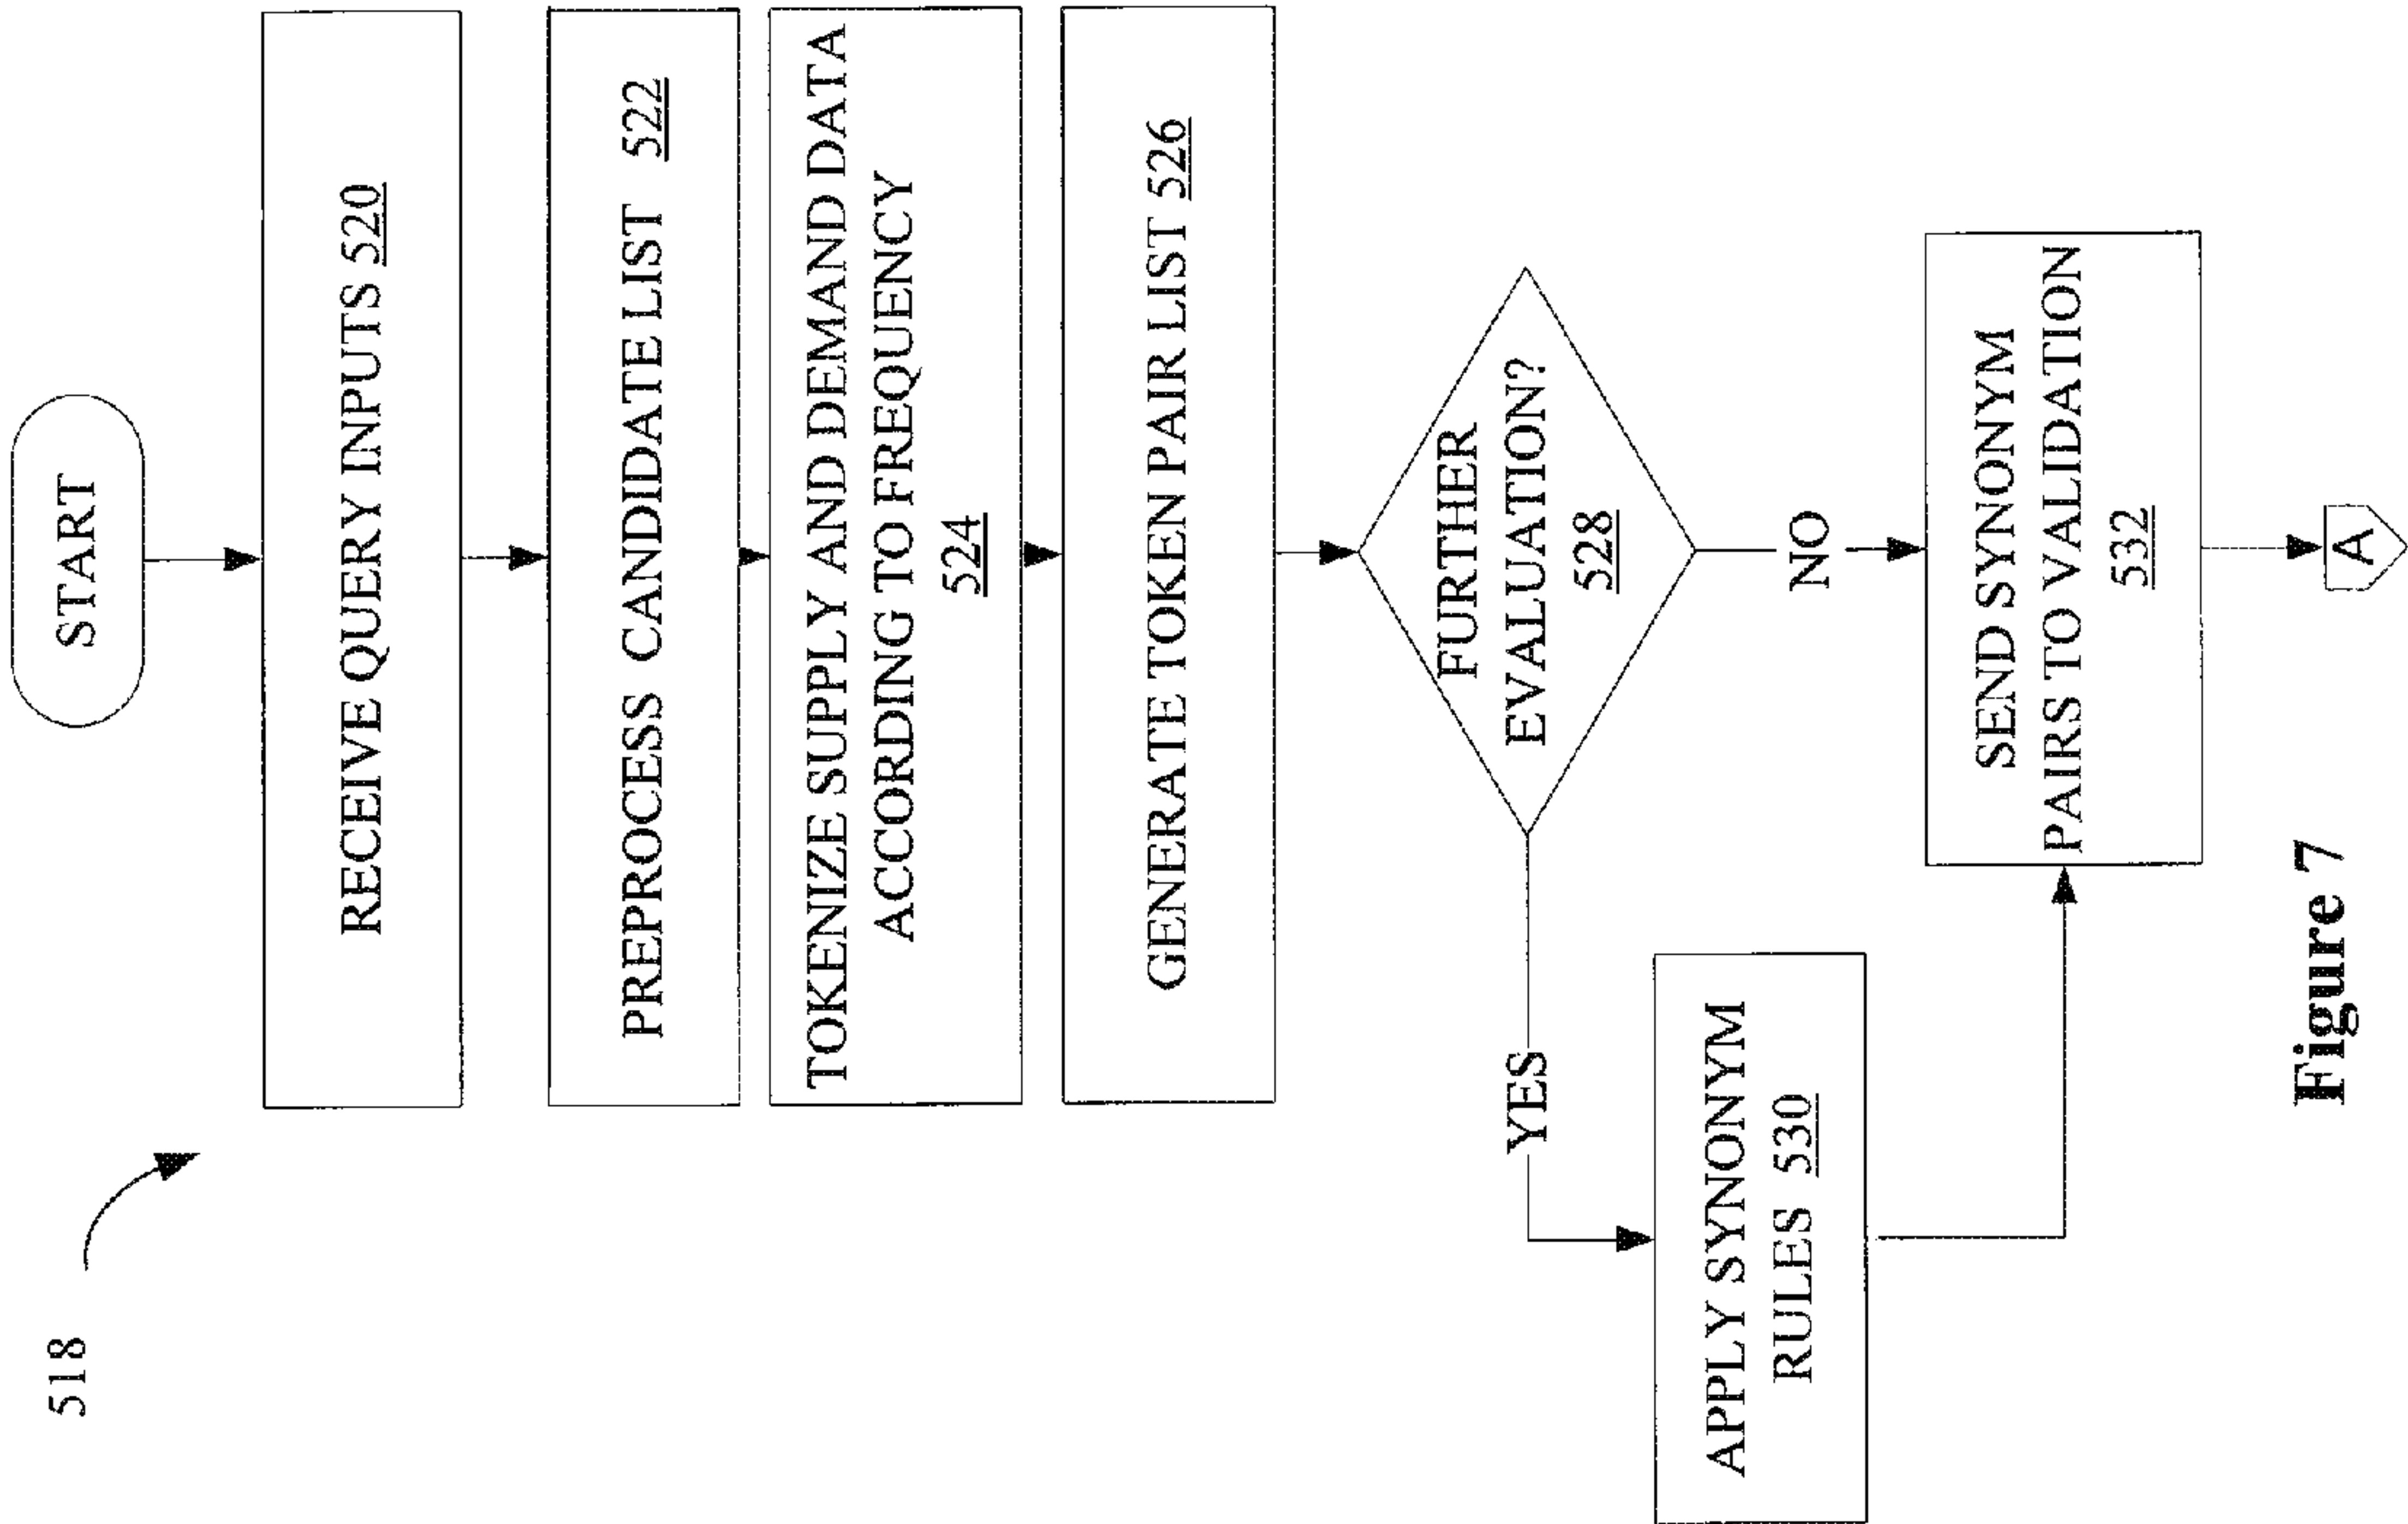 518
START
RECEIVE QUERY INPUTS 520
PREPROCESS CANDIDATE LIST 522
TOKENIZE SUPPLY AND DEMAND DATA
ACCORDING TO FREQUENCY
524
GENERATE TOKEN PAIR LIST 526
FURTHER
EVALUATION?
528
YES
NO
APPLY SYNONYM
RULES 530
SEND SYNONYM
PAIRS TO VALIDATION
532
A
Figure 7